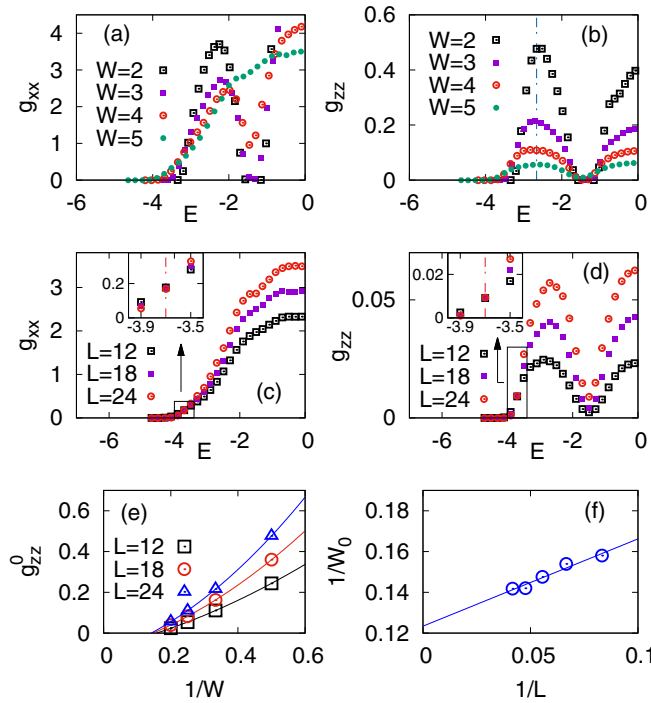 (a)
g_xx
4
3
2
1
0
W=2
W=3
W=4
W=5
-6 -4 -2 0
E
(b)
g_zz
0.6
0.4
0.2
0
W=2
W=3
W=4
W=5
-6 -4 -2 0
E
(c)
g_xx
3
2
1
0
0.2
0
-3.9 -3.5
L=12
L=18
L=24
-6 -4 -2 0
E
(d)
g_zz
0.05
0
0.02
0
-3.9 -3.5
L=12
L=18
L=24
-6 -4 -2 0
E
(e)
g^0_zz
0.6
0.4
0.2
0
L=12
L=18
L=24
0 0.2 0.4 0.6
1/W
(f)
1/W_0
0.18
0.16
0.14
0.12
0 0.05 0.1
1/L